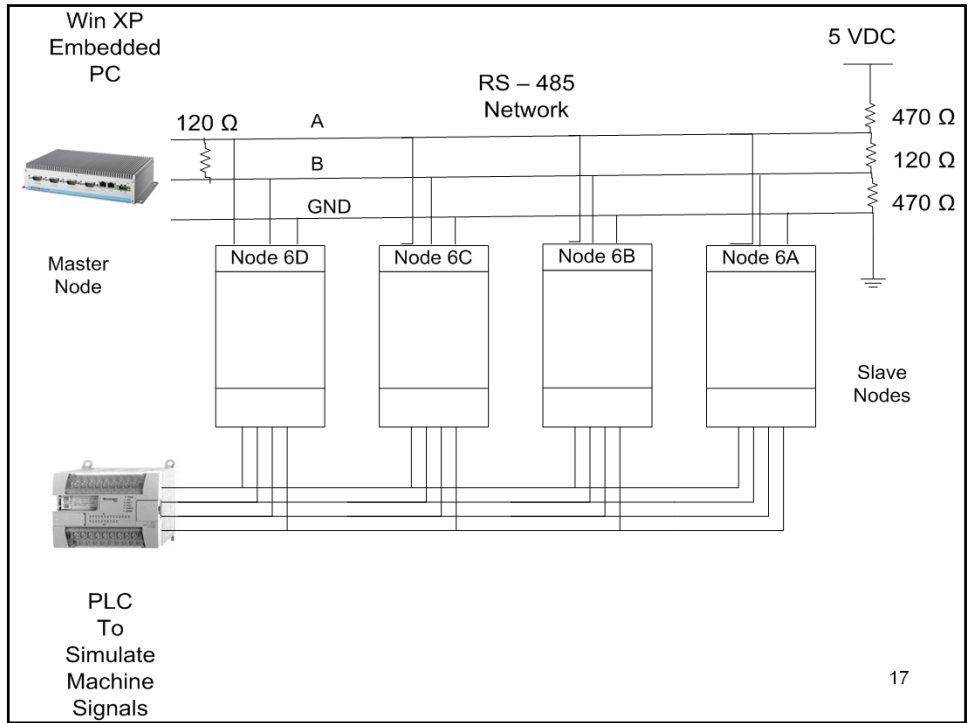 Win XP
Embedded
PC
5 VDC
RS – 485
Network
120 Ω
A
470 Ω
120 Ω
B
470 Ω
GND
Master
Node
Node 6D
Node 6C
Node 6B
Node 6A
Slave
Nodes
PLC
To
Simulate
Machine
Signals
17